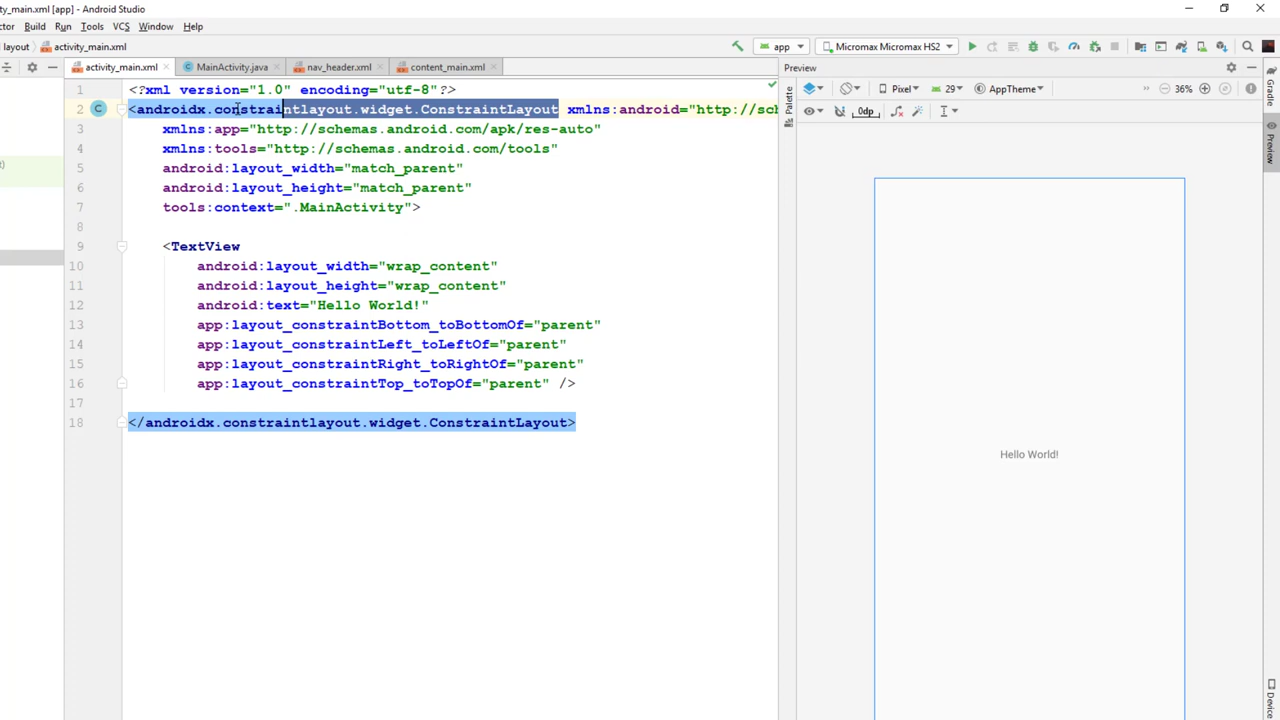 activity_main.xml [app] - Android Studio
ctor Build Run Tools VCS Window Help
layout activity_main.xml
app Micromax Micromax HS2
activity_main.xml MainActivity.java nav_header.xml content_main.xml Preview
Pixel 29 AppTheme 36%
0dp
Palette
Gradle
Preview
1 <?xml version="1.0" encoding="utf-8"?>
2 <androidx.constraintlayout.widget.ConstraintLayout xmlns:android="http://sch
3 xmlns:app="http://schemas.android.com/apk/res-auto"
4 xmlns:tools="http://schemas.android.com/tools"
5 android:layout_width="match_parent"
6 android:layout_height="match_parent"
7 tools:context=".MainActivity">
8
9 <TextView
10 android:layout_width="wrap_content"
11 android:layout_height="wrap_content"
12 android:text="Hello World!"
13 app:layout_constraintBottom_toBottomOf="parent"
14 app:layout_constraintLeft_toLeftOf="parent"
15 app:layout_constraintRight_toRightOf="parent"
16 app:layout_constraintTop_toTopOf="parent" />
17
18 </androidx.constraintlayout.widget.ConstraintLayout>
Hello World!
Device